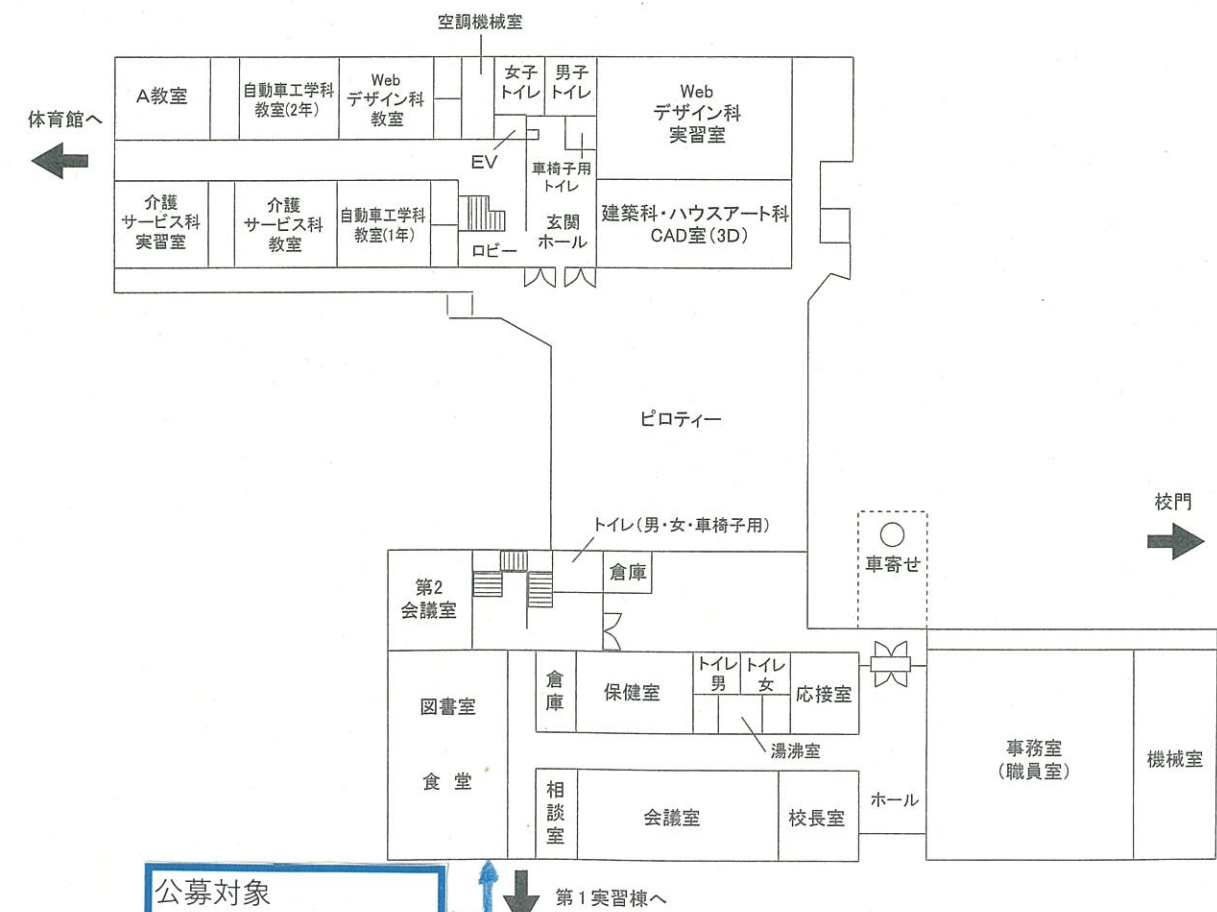 空調機械室
A教室
自動車工学科
教室(2年)
Web
デザイン科
教室
女子
トイレ
男子
トイレ
Web
デザイン科
実習室
体育館へ
EV
車椅子用
トイレ
介護
サービス科
実習室
介護
サービス科
教室
自動車工学科
教室(1年)
ロビー
玄関
ホール
建築科・ハウスアート科
CAD室(3D)
ピロティー
校門
トイレ(男・女・車椅子用)
車寄せ
第2
会議室
倉庫
図書室
食堂
倉庫
保健室
トイレ
男
トイレ
女
応接室
湯沸室
事務室
(職員室)
機械室
相談室
会議室
校長室
ホール
公募対象
第1実習棟へ